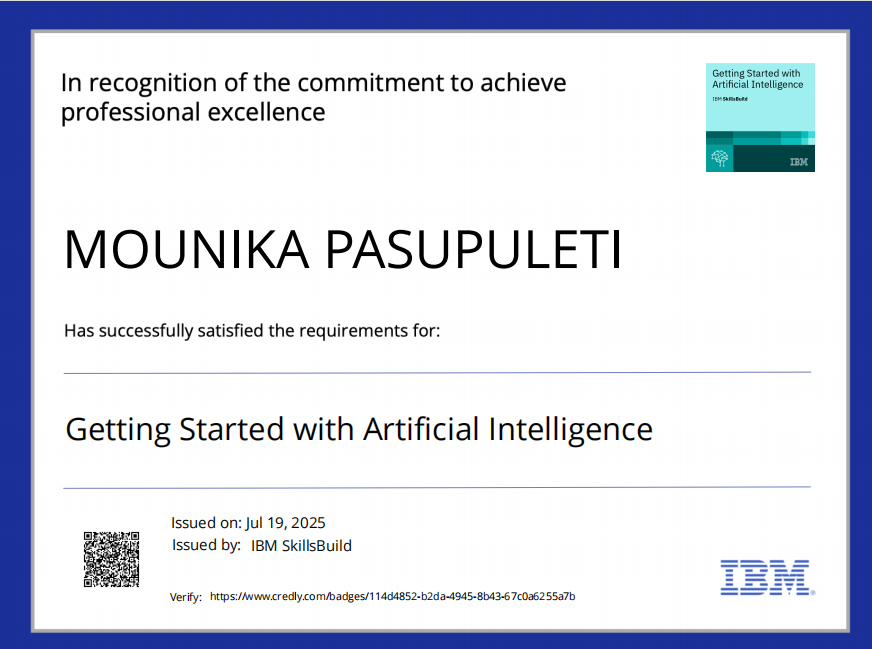 In recognition of the commitment to achieve
professional excellence
Getting Started with
Artificial Intelligence
IBM SkillsBuild
IBM
MOUNIKA PASUPULETI
Has successfully satisfied the requirements for:
Getting Started with Artificial Intelligence
Issued on: Jul 19, 2025
Issued by: IBM SkillsBuild
Verify: https://www.credly.com/badges/114d4852-b2da-4945-8b43-67c0a6255a7b
IBM®